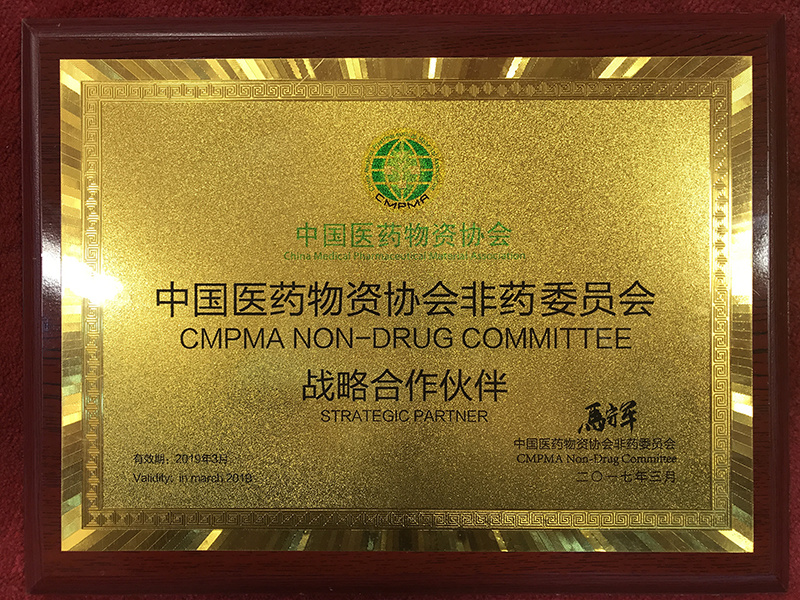 CMPMA
中国医药物资协会
China Medical Pharmaceutical Material Association
中国医药物资协会非药委员会
CMPMA NON-DRUG COMMITTEE
战略合作伙伴
STRATEGIC PARTNER
中国医药物资协会非药委员会
CMPMA Non-Drug Committee
二〇一七年三月
有效期：2019年3月
Validity: in march 2019